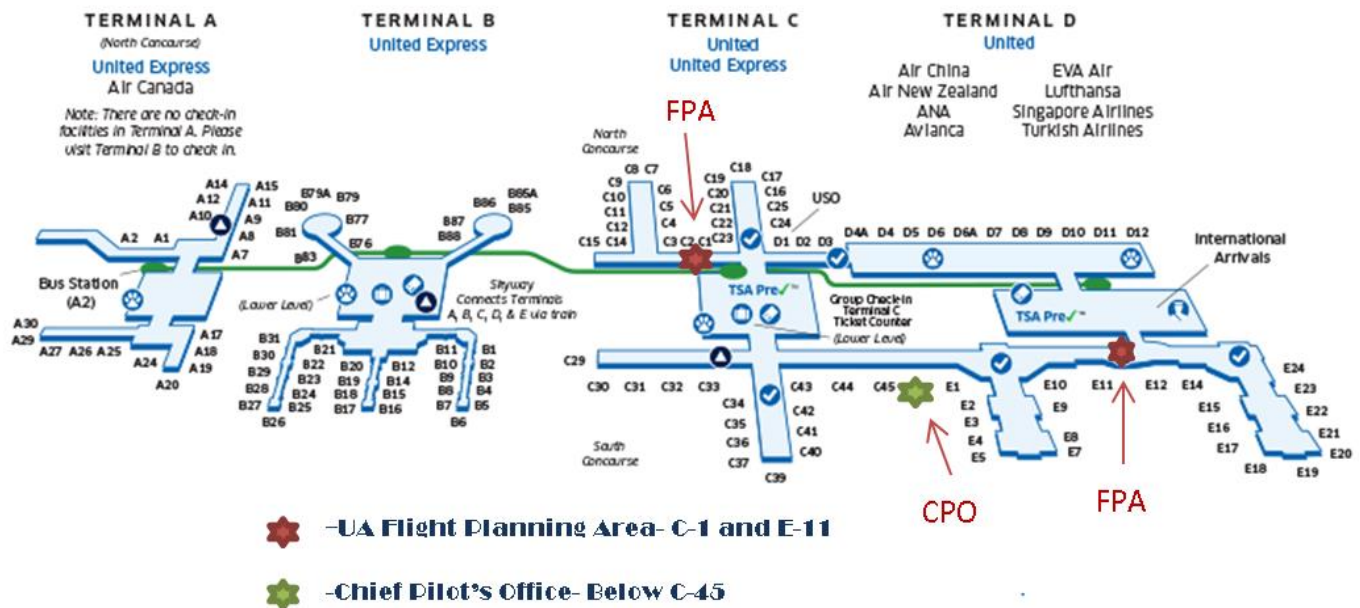 TERMINAL A
(North Concourse)
United Express
Air Canada
Note: There are no check-in
facilities in Terminal A. Please
visit Terminal B to check in.
TERMINAL B
United Express
TERMINAL C
United
United Express
TERMINAL D
United
Air China
Air New Zealand
ANA
Avianca
EVA Air
Lufthansa
Singapore Airlines
Turkish Airlines
FPA
North
Concourse
USO
International
Arrivals
A14
A12
A10
A15
A11
A9
A8
A7
A2
A1
Bus Station
(A2)
A30
A29
A27
A26
A25
A24
A20
A17
A18
A19
B79A
B79
B80
B77
B81
B76
B83
B86
B86A
B85
B87
B88
(Lower Level)
Skyway
Connects Terminals
A, B, C, D, & E via train
B31
B30
B29
B28
B27
B26
B21
B22
B23
B24
B25
B20
B19
B18
B17
B12
B14
B15
B16
B11
B10
B9
B8
B7
B6
B1
B2
B3
B4
B5
C8
C7
C9
C10
C11
C12
C15
C14
C6
C5
C4
C3
C2
C1
C18
C19
C20
C21
C22
C23
C17
C16
C25
C24
D1
D2
D3
D4A
D4
D5
D6
D6A
D7
D8
D9
D10
D11
D12
TSA Pre✓™
Group Check-in
Terminal C
Ticket Counter
(Lower Level)
TSA Pre✓™
C29
C30
C31
C32
C33
C34
C35
C36
C37
C39
C43
C42
C41
C40
C44
C45
South
Concourse
E1
E2
E3
E4
E5
E10
E9
E8
E7
E11
E12
E14
E15
E16
E17
E18
E19
E20
E21
E22
E23
E24
CPO
FPA
-UA Flight Planning Area- C-1 and E-11
-Chief Pilot's Office- Below C-45